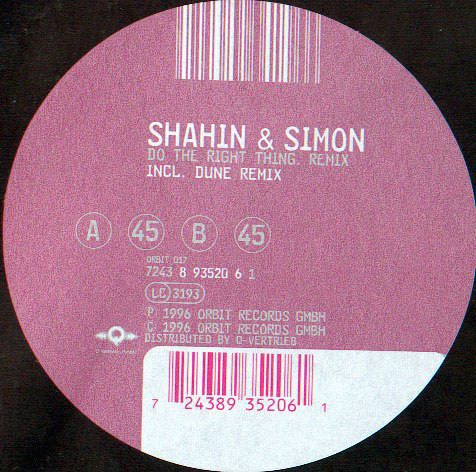 SHAHIN & SIMON
DO THE RIGHT THING. REMIX
INCL. DUNE REMIX
A 45 B 45
ORBIT 017
7243 8 93520 6 1
LC 3193
P 1996 ORBIT RECORDS GMBH
C 1996 ORBIT RECORDS GMBH
DISTRIBUTED BY Q-VERTRIEB
7 24389 35206 1